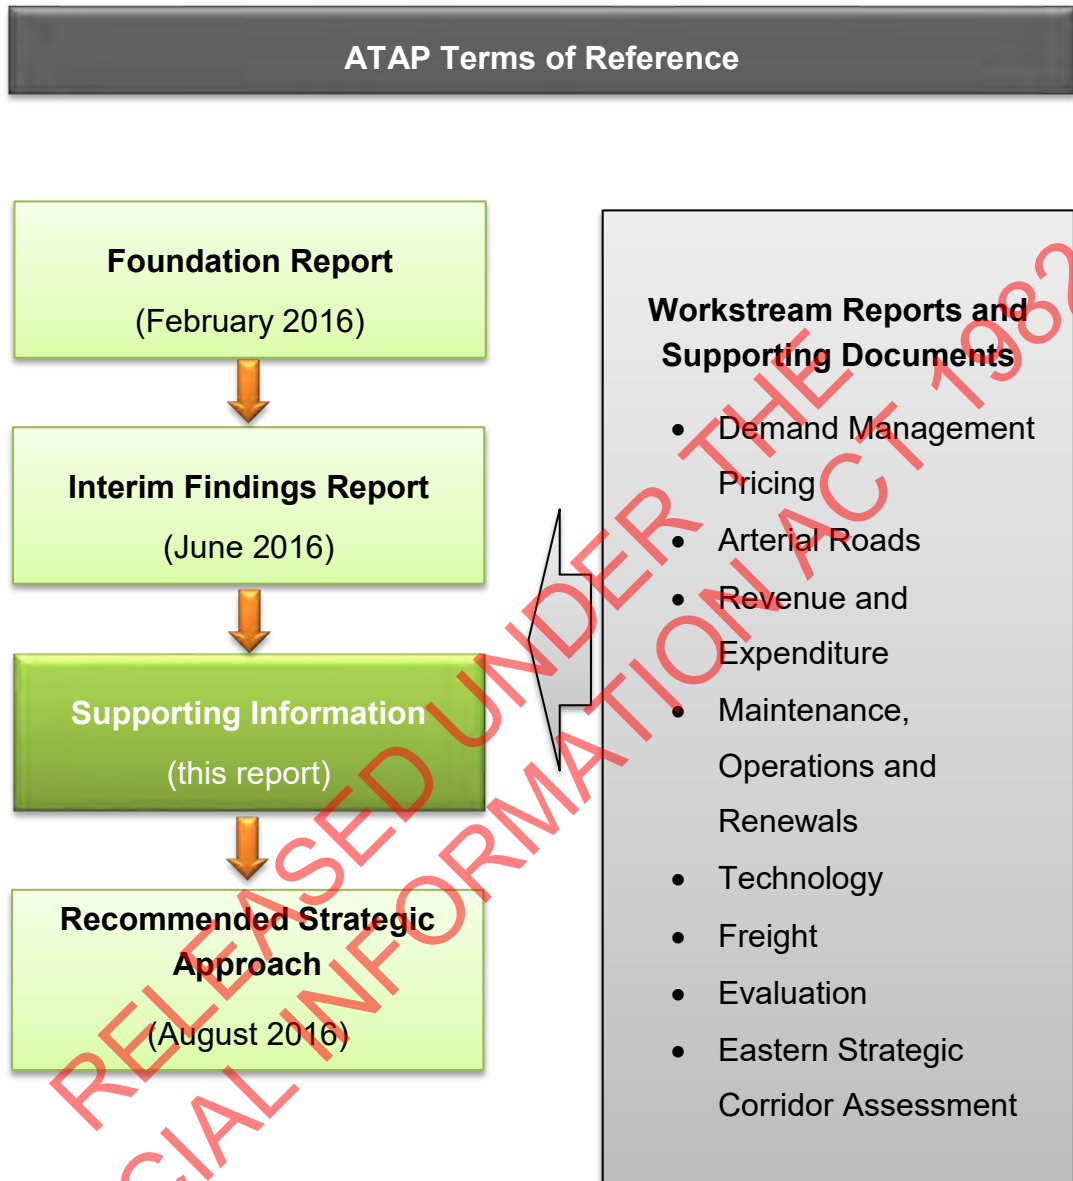 ATAP Terms of Reference
Foundation Report
(February 2016)
Interim Findings Report
(June 2016)
Supporting Information
(this report)
Recommended Strategic
Approach
(August 2016)
Workstream Reports and
Supporting Documents
• Demand Management
Pricing
• Arterial Roads
• Revenue and
Expenditure
• Maintenance,
Operations and
Renewals
• Technology
• Freight
• Evaluation
• Eastern Strategic
Corridor Assessment
RELEASED UNDER THE
CIAL INFORMATION ACT 1982